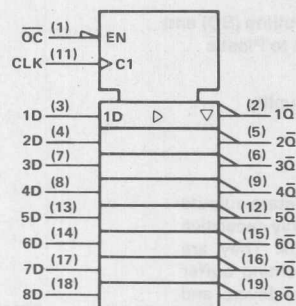 OC (1) EN
CLK (11) C1
1D (3) 1D (2) 1Q̅
2D (4) (5) 2Q̅
3D (7) (6) 3Q̅
4D (8) (9) 4Q̅
5D (13) (12) 5Q̅
6D (14) (15) 6Q̅
7D (17) (16) 7Q̅
8D (18) (19) 8Q̅